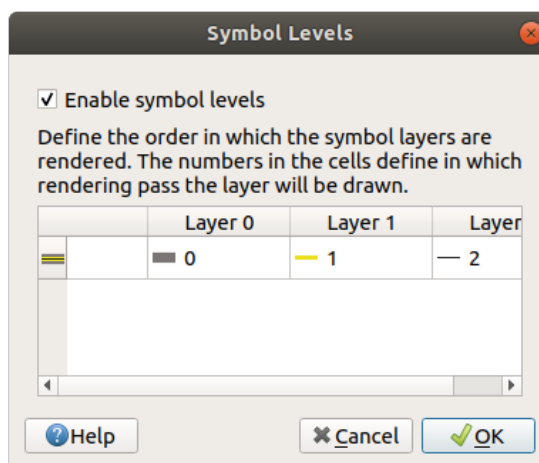 Symbol Levels
Enable symbol levels
Define the order in which the symbol layers are
rendered. The numbers in the cells define in which
rendering pass the layer will be drawn.
Layer 0 Layer 1 Layer
0 1 2
Help Cancel OK